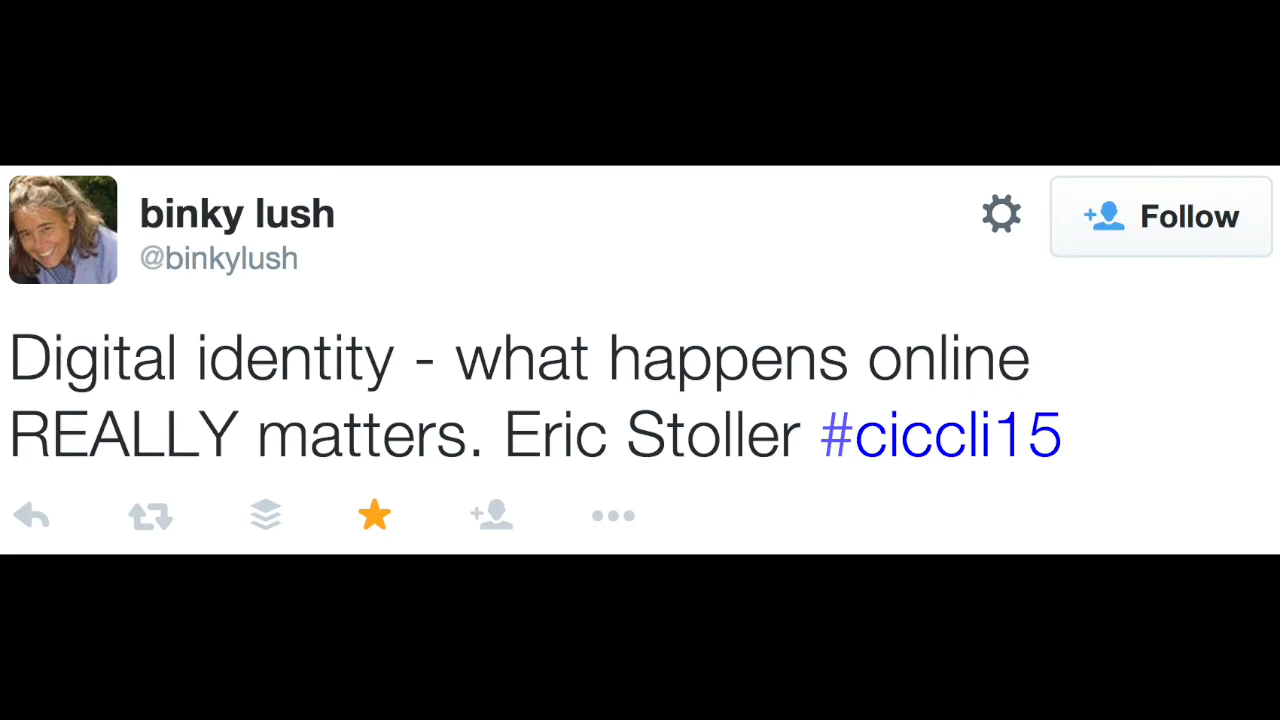 binky lush
@binkylush
Follow
Digital identity - what happens online
REALLY matters. Eric Stoller #ciccli15